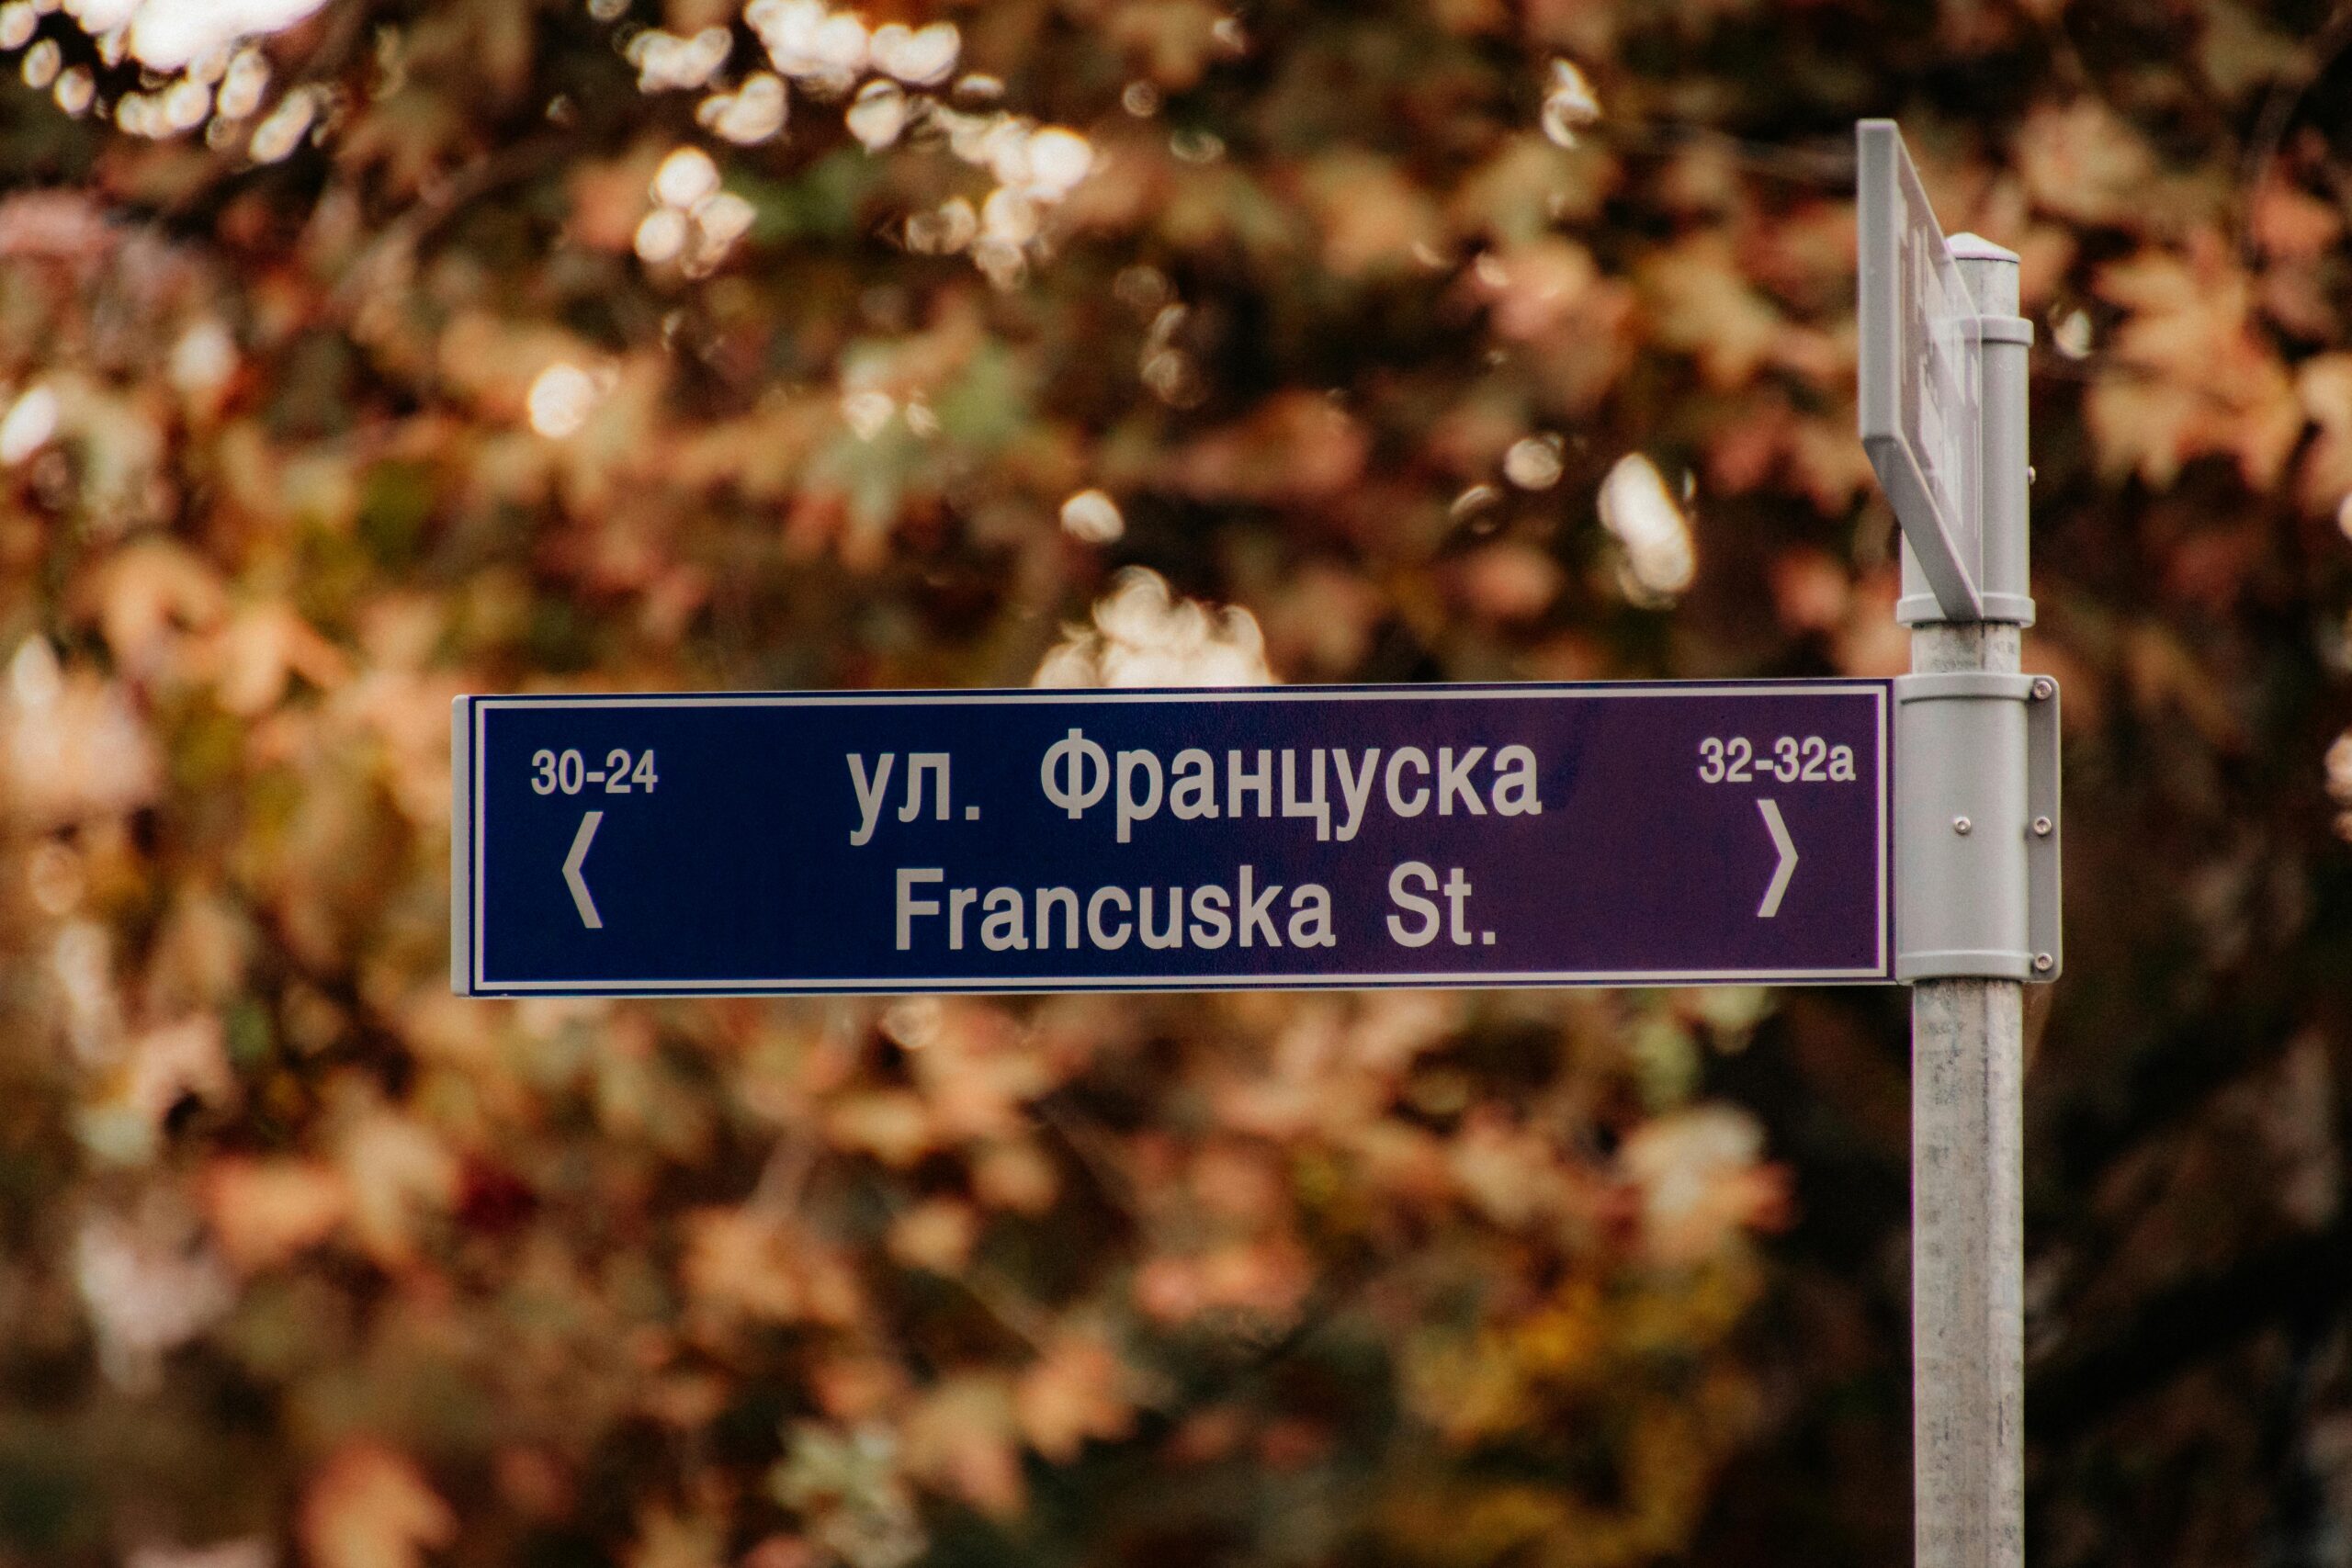 30-24
ул. Француска
32-32а
Francuska St.